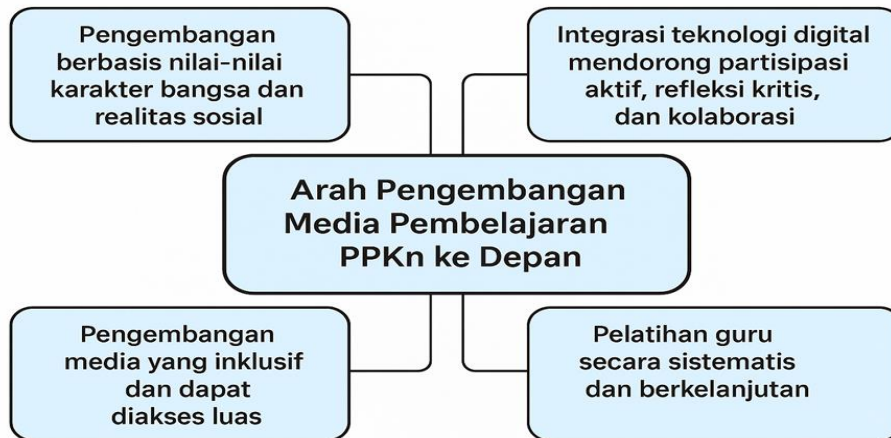 Pengembangan
berbasis nilai-nilai
karakter bangsa dan
realitas sosial
Integrasi teknologi digital
mendorong partisipasi
aktif, refleksi kritis,
dan kolaborasi
Arah Pengembangan
Media Pembelajaran
PPKn ke Depan
Pengembangan
media yang inklusif
dan dapat
diakses luas
Pelatihan guru
secara sistematis
dan berkelanjutan